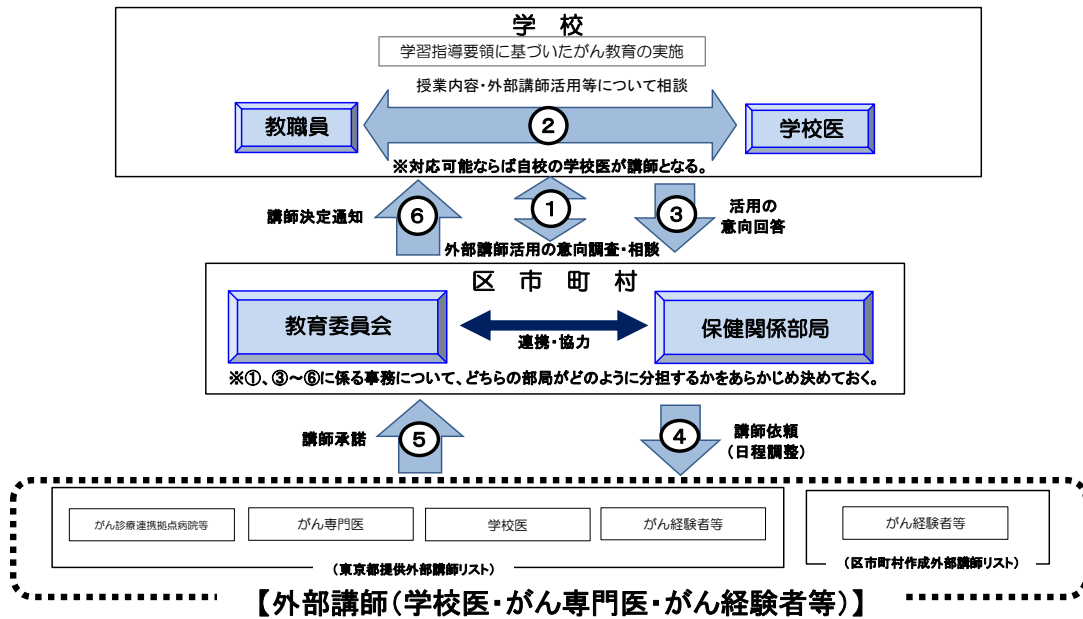 学 校
学習指導要領に基づいたがん教育の実施
授業内容・外部講師活用等について相談
教職員
②
学校医
※対応可能ならば自校の学校医が講師となる。
講師決定通知
⑥
①
③
活用の
意向回答
外部講師活用の意向調査・相談
区 市 町 村
教育委員会
連携・協力
保健関係部局
※①、③～⑥に係る事務について、どちらの部局がどのように分担するかをあらかじめ決めておく。
講師承諾
⑤
④
講師依頼
(日程調整)
がん診療連携拠点病院等
がん専門医
学校医
がん経験者等
がん経験者等
(東京都提供外部講師リスト)
(区市町村作成外部講師リスト)
【外部講師(学校医・がん専門医・がん経験者等)】